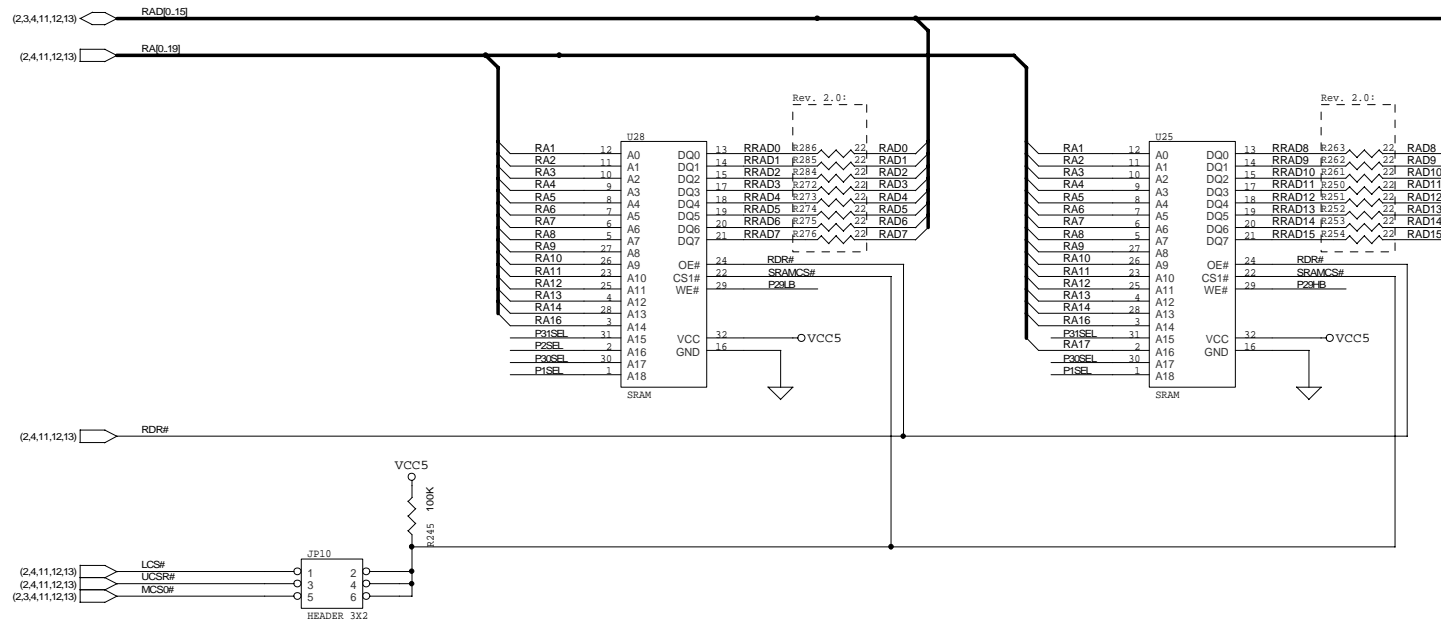 (2,3,4,11,12,13) RAD[0..15]
(2,4,11,12,13) RA[0..19]
Rev. 2.0: Rev. 2.0:
U28 U25
RA1 12 A0 DQ0 13 RRAD0 R286 22 RAD0 RA1 12 A0 DQ0 13 RRAD8 R263 22 RAD8
RA2 11 A1 DQ1 14 RRAD1 R285 22 RAD1 RA2 11 A1 DQ1 14 RRAD9 R262 22 RAD9
RA3 10 A2 DQ2 15 RRAD2 R284 22 RAD2 RA3 10 A2 DQ2 15 RRAD10 R261 22 RAD10
RA4 9 A3 DQ3 17 RRAD3 R272 22 RAD3 RA4 9 A3 DQ3 17 RRAD11 R250 22 RAD11
RA5 8 A4 DQ4 18 RRAD4 R273 22 RAD4 RA5 8 A4 DQ4 18 RRAD12 R251 22 RAD12
RA6 7 A5 DQ5 19 RRAD5 R274 22 RAD5 RA6 7 A5 DQ5 19 RRAD13 R252 22 RAD13
RA7 6 A6 DQ6 20 RRAD6 R275 22 RAD6 RA7 6 A6 DQ6 20 RRAD14 R253 22 RAD14
RA8 5 A7 DQ7 21 RRAD7 R276 22 RAD7 RA8 5 A7 DQ7 21 RRAD15 R254 22 RAD15
RA9 27 A8 RA9 27 A8
RA10 26 A9 OE# 24 RDR# RA10 26 A9 OE# 24 RDR#
RA11 23 A10 CS1# 22 SRAMCS# RA11 23 A10 CS1# 22 SRAMCS#
RA12 25 A11 WE# 29 P29LB RA12 25 A11 WE# 29 P29HB
RA13 4 A12 RA13 4 A12
RA14 28 A13 RA14 28 A13
RA16 3 A14 RA16 3 A14
P31SEL 31 A15 VCC 32 VCC5 P31SEL 31 A15 VCC 32 VCC5
P2SEL 2 A16 GND 16 RA17 2 A16 GND 16
P30SEL 30 A17 P30SEL 30 A17
P1SEL 1 A18 P1SEL 1 A18
SRAM SRAM
(2,4,11,12,13) RDR#
VCC5
R245 100K
JP10
(2,4,11,12,13) LCS# 1 2
(2,4,11,12,13) UCSR# 3 4
(2,3,4,11,12,13) MCS0# 5 6
HEADER 3X2